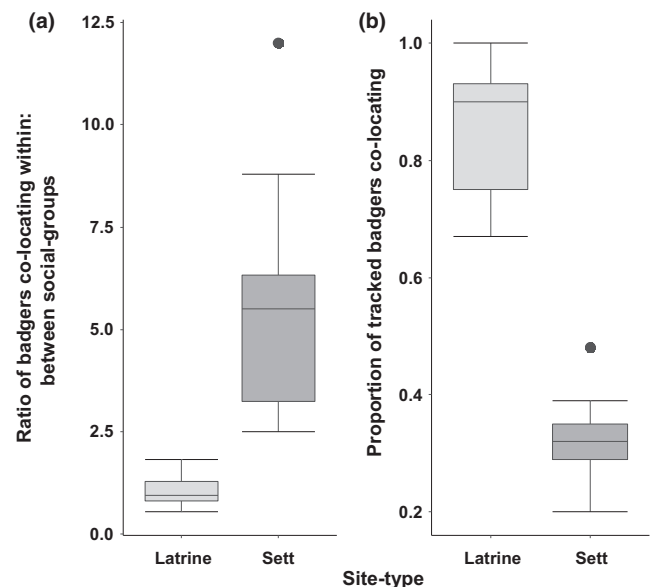 (a)
Ratio of badgers co-locating within:
between social-groups
12.5
10.0
7.5
5.0
2.5
0.0
Latrine Sett
(b)
Proportion of tracked badgers co-locating
1.0
0.8
0.6
0.4
0.2
Latrine Sett
Site-type